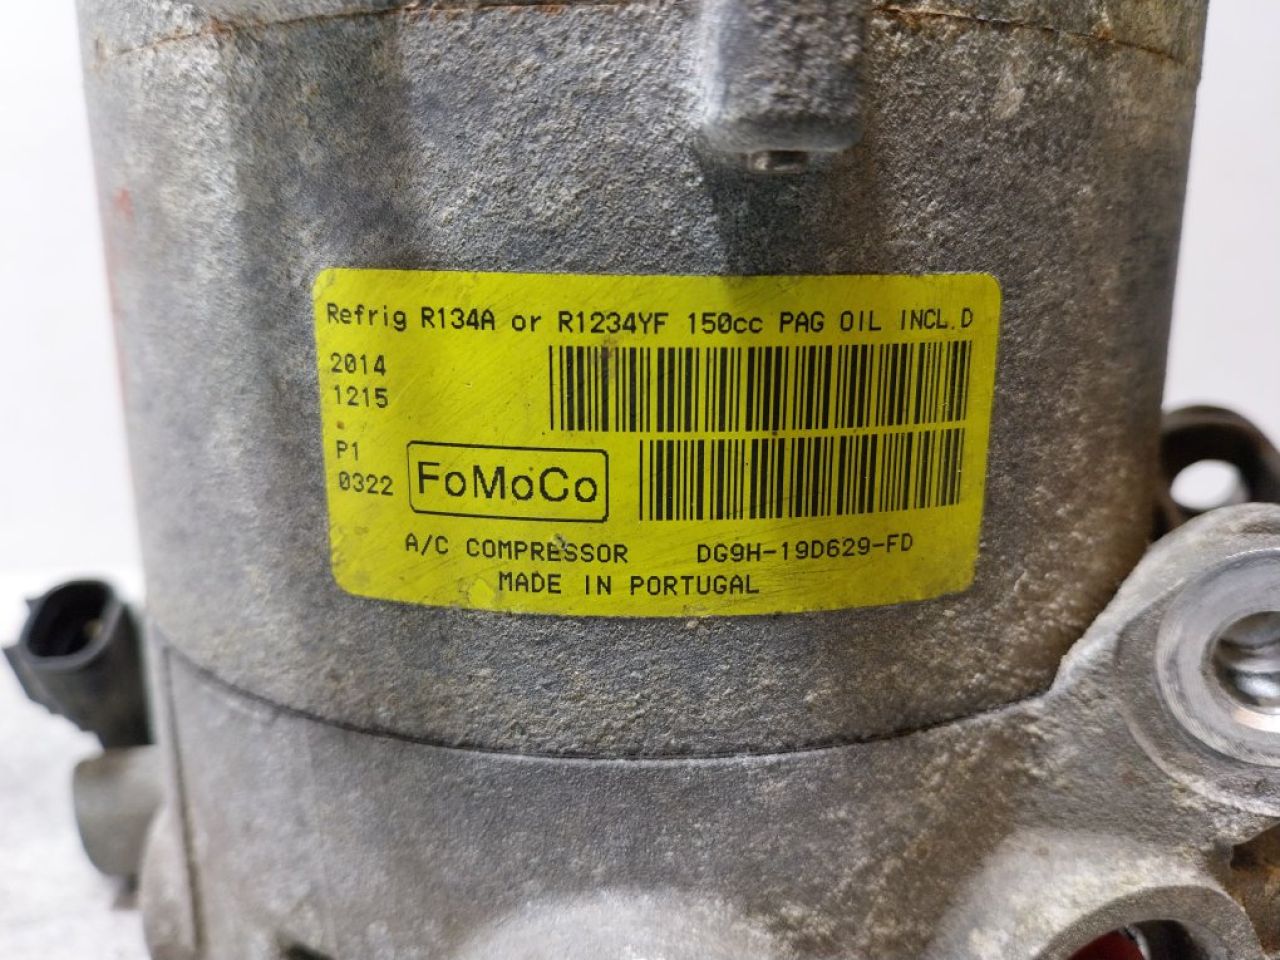 Refrig R134A or R1234YF 150cc PAG OIL INCL.D
2014
1215
P1
0322
FoMoCo
A/C COMPRESSOR DG9H-19D629-FD
MADE IN PORTUGAL